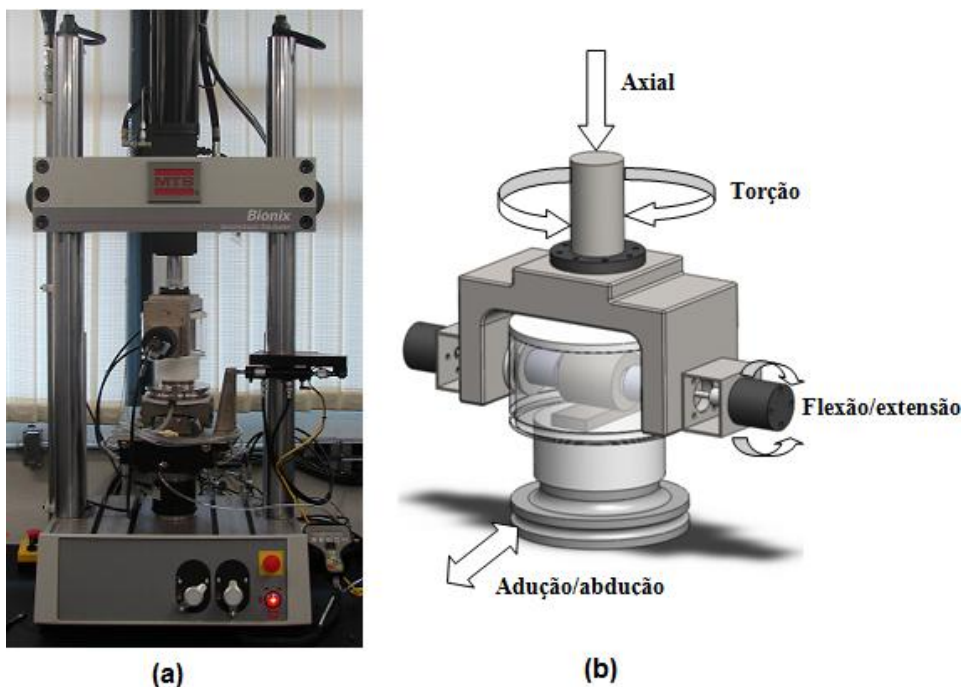 MTS
Bionix
(a)
Axial
Torção
Flexão/extensão
Adução/abdução
(b)